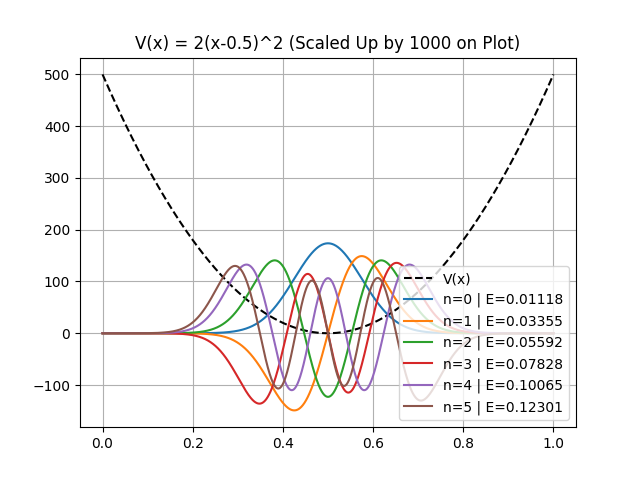 V(x) = 2(x-0.5)^2 (Scaled Up by 1000 on Plot)
500
400
300
200
100
0
−100
V(x)
n=0 | E=0.01118
n=1 | E=0.03355
n=2 | E=0.05592
n=3 | E=0.07828
n=4 | E=0.10065
n=5 | E=0.12301
0.0 0.2 0.4 0.6 0.8 1.0